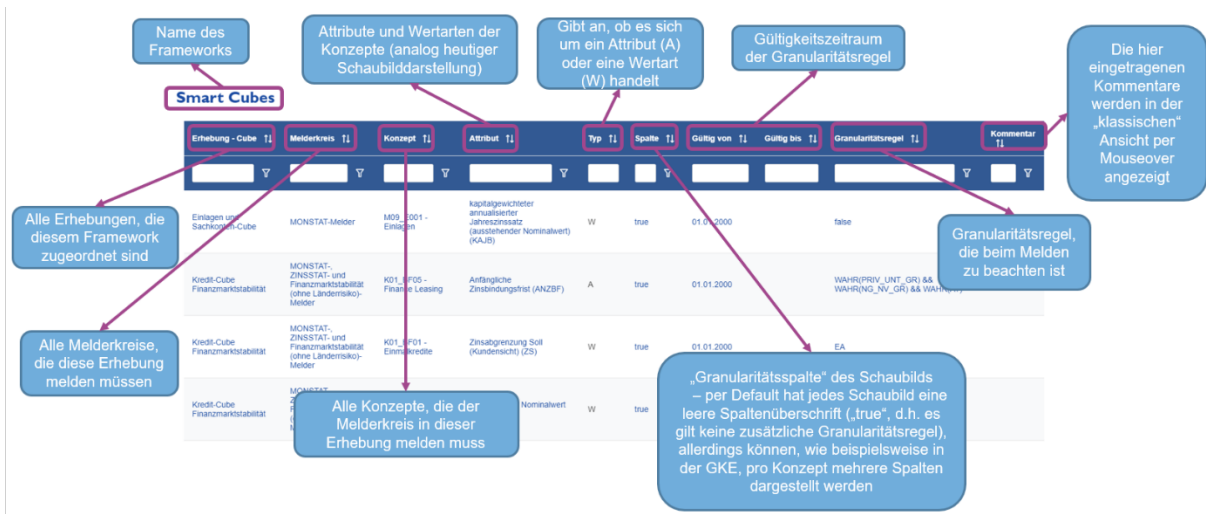 Name des
Frameworks
Attribute und Wertarten der
Konzepte (analog heutiger
Schaubilddarstellung)
Gibt an, ob es sich
um ein Attribut (A)
oder eine Wertart
(W) handelt
Gültigkeitszeitraum
der Granularitätsregel
Die hier
eingetragenen
Kommentare
werden in der
„klassischen"
Ansicht per
Mouseover
angezeigt
Smart Cubes
Erhebung - Cube Melderkreis Konzept Attribut Typ Spalte Gültig von Gültig bis Granularitätsregel Kommentar
Alle Erhebungen, die
diesem Framework
zugeordnet sind
Einlagen und
Sachkonten-Cube
MONSTAT-Melder
M09_E001 -
Einlagen
kapitalgewichteter
annualisierter
Jahreszinssatz
(ausstehender Nominalwert)
(KAJB)
W
true
01.01.2000
false
Granularitätsregel,
die beim Melden
zu beachten ist
Kredit-Cube
Finanzmarktstabilität
MONSTAT-,
ZINSSTAT- und
Finanzmarktstabilität
(ohne Länderrisiko)-
Melder
Finance Leasing
Anfängliche
Zinsbindungsfrist (ANZBF)
A
true
01.01.2000
WAHR(PRIV_UNT_GR) &&
WAHR(NG_NV_GR) &&
Alle Melderkreise,
die diese Erhebung
melden müssen
Kredit-Cube
Finanzmarktstabilität
MONSTAT-,
ZINSSTAT- und
Finanzmarktstabilität
(ohne Länderrisiko)-
Melder
Einmalkredite
Zinsabgrenzung Soll
(Kundensicht) (ZS)
W
true
01.01.2000
EA
Kredit-Cube
Finanzmarktstabilität
Nominalwert
W
true
Alle Konzepte, die der
Melderkreis in dieser
Erhebung melden muss
„Granularitätsspalte" des Schaubilds
– per Default hat jedes Schaubild eine
leere Spaltenüberschrift („true", d.h. es
gilt keine zusätzliche Granularitätsregel),
allerdings können, wie beispielsweise in
der GKE, pro Konzept mehrere Spalten
dargestellt werden